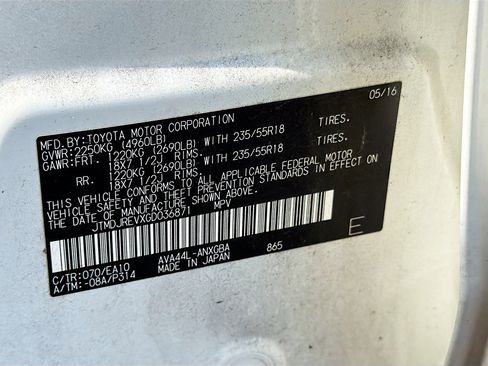 MFD.BY:TOYOTA MOTOR CORPORATION 05/16
GVWR:2250KG (4960LB)
GAWR:FRT. 1220KG (2690LB) WITH 235/55R18 TIRES.
18X7 1/2J RIMS.
RR. 1220KG (2690LB) WITH 235/55R18 TIRES.
18X7 1/2J RIMS.
THIS VEHICLE CONFORMS TO ALL APPLICABLE FEDERAL MOTOR
VEHICLE SAFETY AND THEFT PREVENTION STANDARDS IN EFFECT ON
THE DATE OF MANUFACTURE SHOWN ABOVE.
JTMDJREVXGD036871 MPV
E
C/TR:070/EA10 AVA44L-ANXGBA 865
A/TM:-08A/P314 MADE IN JAPAN